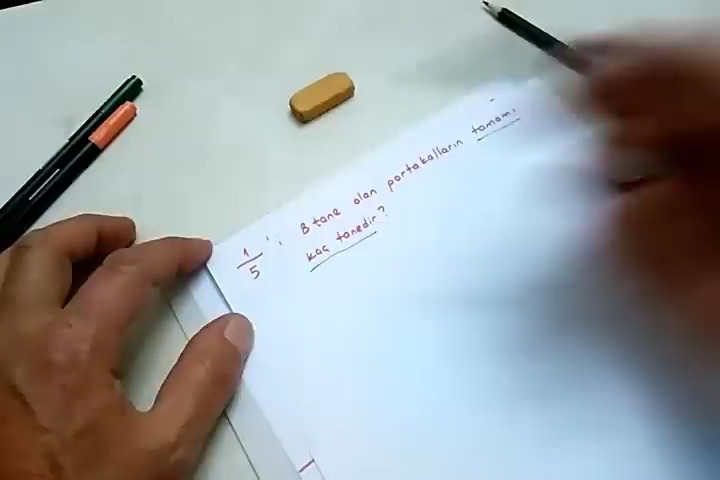 1/5 'i 8 tane olan portakalların tamamı
kaç tanedir?